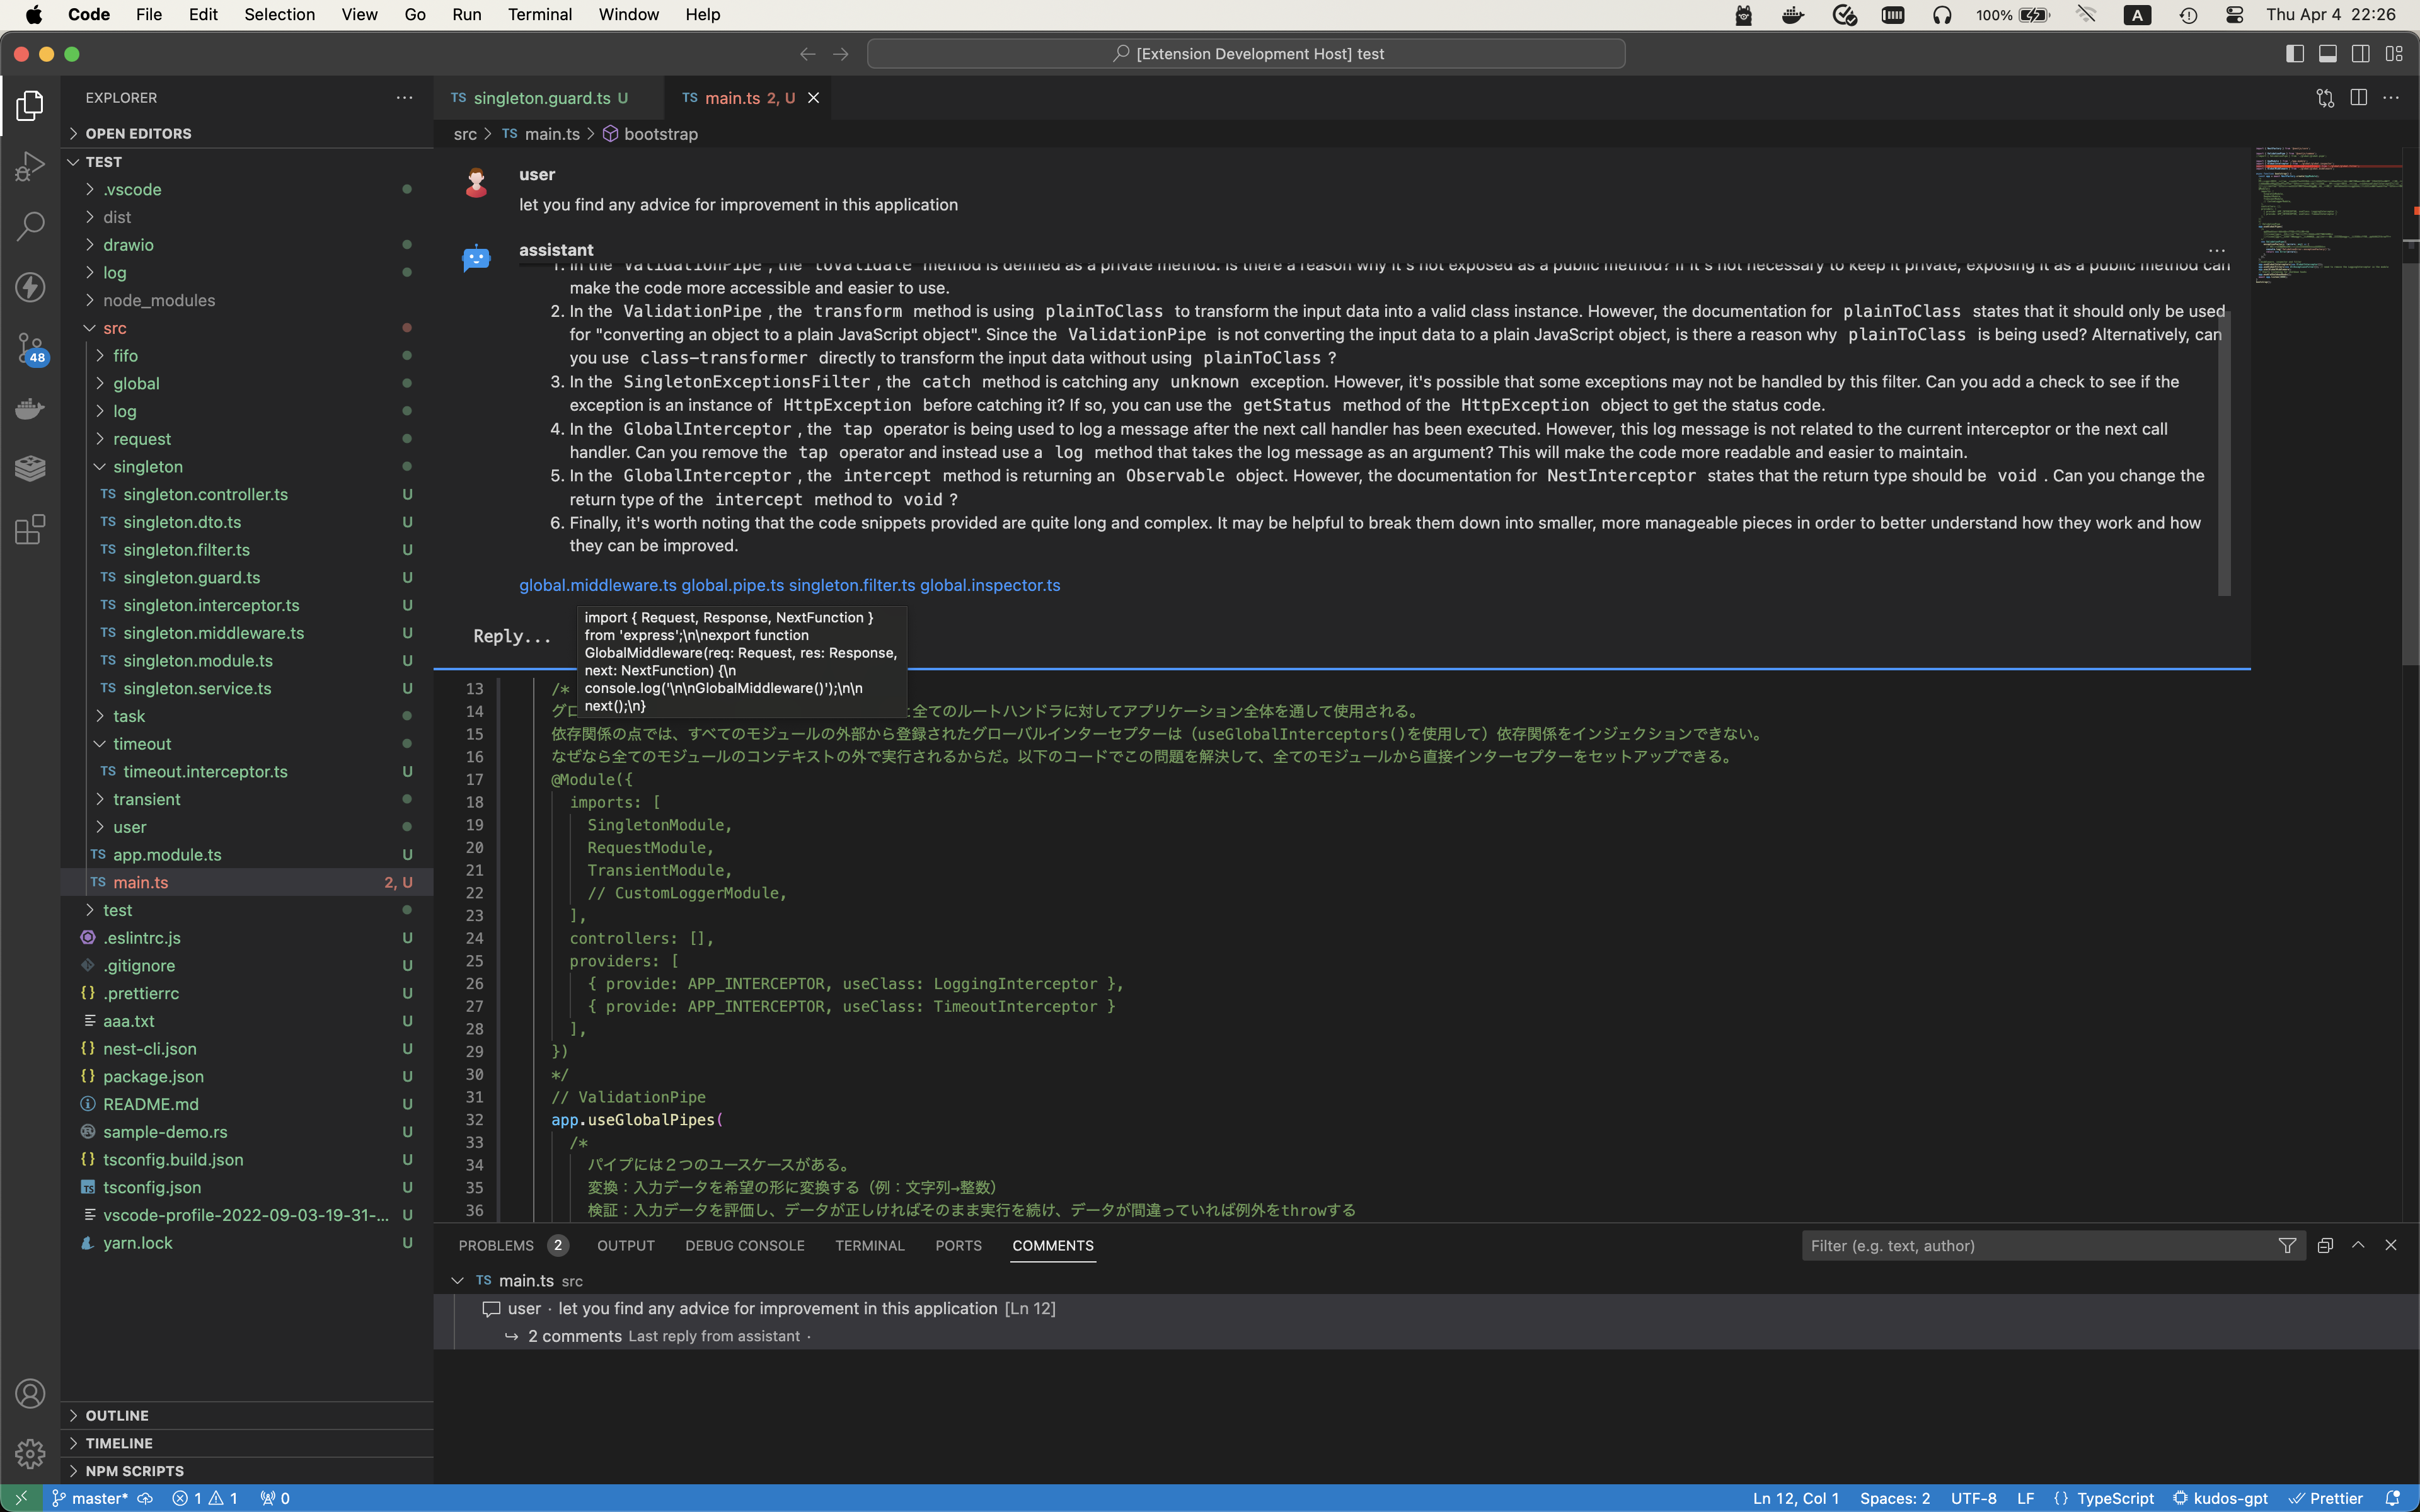 Code File Edit Selection View Go Run Terminal Window Help 100% A Thu Apr 4 22:26
[Extension Development Host] test
EXPLORER
OPEN EDITORS
TEST
.vscode
dist
drawio
log
node_modules
src
fifo
global
log
request
singleton
TS singleton.controller.ts U
TS singleton.dto.ts U
TS singleton.filter.ts U
TS singleton.guard.ts U
TS singleton.interceptor.ts U
TS singleton.middleware.ts U
TS singleton.module.ts U
TS singleton.service.ts U
task
timeout
TS timeout.interceptor.ts U
transient
user
TS app.module.ts U
TS main.ts 2, U
test
.eslintrc.js U
.gitignore U
{} .prettierrc U
aaa.txt U
{} nest-cli.json U
{} package.json U
README.md U
sample-demo.rs U
{} tsconfig.build.json U
TS tsconfig.json U
vscode-profile-2022-09-03-19-31-... U
yarn.lock U
OUTLINE
TIMELINE
NPM SCRIPTS
48
TS singleton.guard.ts U
TS main.ts 2, U
src > TS main.ts > bootstrap
user
let you find any advice for improvement in this application
assistant
1. In the ValidationPipe , the toValidate method is defined as a private method. Is there a reason why it's not exposed as a public method? If it's not necessary to keep it private, exposing it as a public method can
make the code more accessible and easier to use.
2. In the ValidationPipe , the transform method is using plainToClass to transform the input data into a valid class instance. However, the documentation for plainToClass states that it should only be used
for "converting an object to a plain JavaScript object". Since the ValidationPipe is not converting the input data to a plain JavaScript object, is there a reason why plainToClass is being used? Alternatively, can
you use class-transformer directly to transform the input data without using plainToClass ?
3. In the SingletonExceptionsFilter , the catch method is catching any unknown exception. However, it's possible that some exceptions may not be handled by this filter. Can you add a check to see if the
exception is an instance of HttpException before catching it? If so, you can use the getStatus method of the HttpException object to get the status code.
4. In the GlobalInterceptor , the tap operator is being used to log a message after the next call handler has been executed. However, this log message is not related to the current interceptor or the next call
handler. Can you remove the tap operator and instead use a log method that takes the log message as an argument? This will make the code more readable and easier to maintain.
5. In the GlobalInterceptor , the intercept method is returning an Observable object. However, the documentation for NestInterceptor states that the return type should be void . Can you change the
return type of the intercept method to void ?
6. Finally, it's worth noting that the code snippets provided are quite long and complex. It may be helpful to break them down into smaller, more manageable pieces in order to better understand how they work and how
they can be improved.
global.middleware.ts global.pipe.ts singleton.filter.ts global.inspector.ts
Reply...
import { Request, Response, NextFunction }
from 'express';\n\nexport function
GlobalMiddleware(req: Request, res: Response,
next: NextFunction) {\n
console.log('\n\nGlobalMiddleware()');\n\n
next();\n}
13 /*
14 グロ に全てのルートハンドラに対してアプリケーション全体を通して使用される。
15 依存関係の点では、すべてのモジュールの外部から登録されたグローバルインターセプターは（useGlobalInterceptors()を使用して）依存関係をインジェクションできない。
16 なぜなら全てのモジュールのコンテキストの外で実行されるからだ。以下のコードでこの問題を解決して、全てのモジュールから直接インターセプターをセットアップできる。
17 @Module({
18 imports: [
19 SingletonModule,
20 RequestModule,
21 TransientModule,
22 // CustomLoggerModule,
23 ],
24 controllers: [],
25 providers: [
26 { provide: APP_INTERCEPTOR, useClass: LoggingInterceptor },
27 { provide: APP_INTERCEPTOR, useClass: TimeoutInterceptor }
28 ],
29 })
30 */
31 // ValidationPipe
32 app.useGlobalPipes(
33 /*
34 パイプには２つのユースケースがある。
35 変換：入力データを希望の形に変換する（例：文字列→整数）
36 検証：入力データを評価し、データが正しければそのまま実行を続け、データが間違っていれば例外をthrowする
PROBLEMS 2 OUTPUT DEBUG CONSOLE TERMINAL PORTS COMMENTS Filter (e.g. text, author)
TS main.ts src
user · let you find any advice for improvement in this application [Ln 12]
2 comments Last reply from assistant ·
master* 1 1 0 Ln 12, Col 1 Spaces: 2 UTF-8 LF {} TypeScript kudos-gpt Prettier